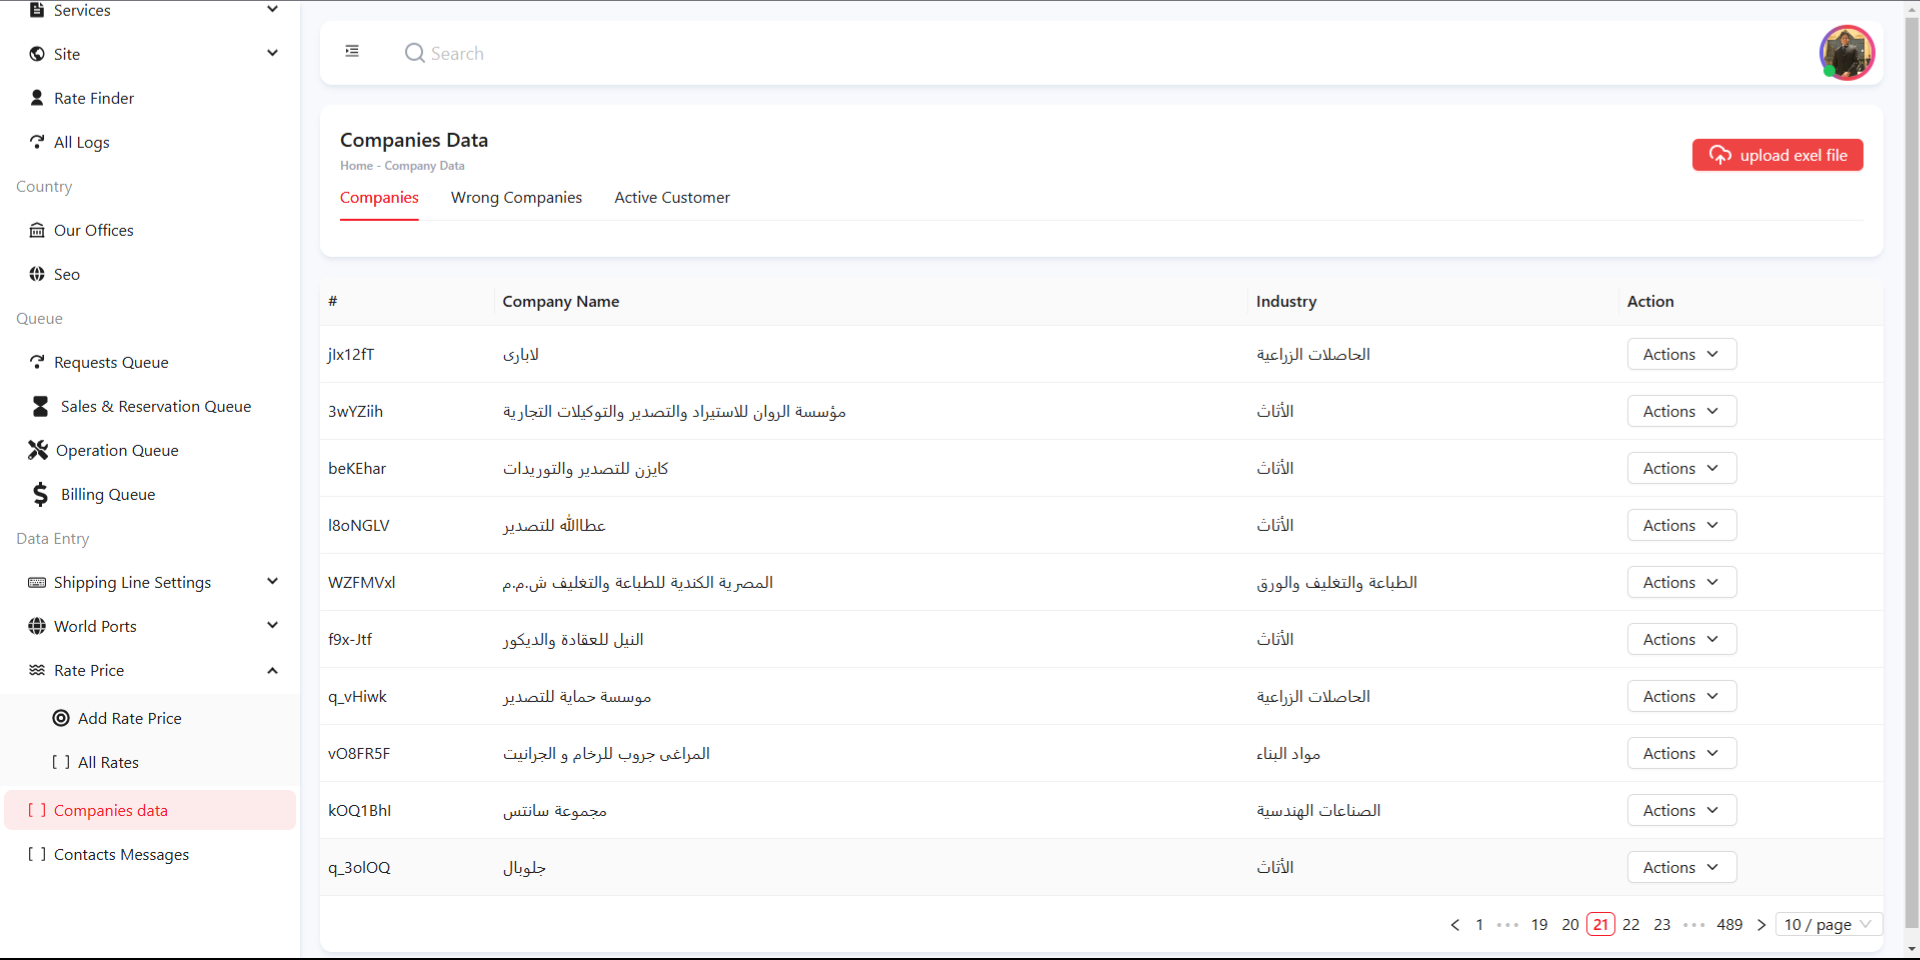 Services
Site
Rate Finder
All Logs
Country
Our Offices
Seo
Queue
Requests Queue
Sales & Reservation Queue
Operation Queue
Billing Queue
Data Entry
Shipping Line Settings
World Ports
Rate Price
Add Rate Price
[ ] All Rates
[ ] Companies data
[ ] Contacts Messages
Search
Companies Data
Home - Company Data
upload exel file
Companies Wrong Companies Active Customer
# Company Name Industry Action
jIx12fT لابارى الحاصلات الزراعية Actions
3wYZiih مؤسسة الروان للاستيراد والتصدير والتوكيلات التجارية الأثاث Actions
beKEhar كايزن للتصدير والتوريدات الأثاث Actions
l8oNGLV عطاالله للتصدير الأثاث Actions
WZFMVxl المصرية الكندية للطباعة والتغليف ش.م.م الطباعة والتغليف والورق Actions
f9x-Jtf النيل للعقادة والديكور الأثاث Actions
q_vHiwk موسسة حماية للتصدير الحاصلات الزراعية Actions
vO8FR5F المراغى جروب للرخام و الجرانيت مواد البناء Actions
kOQ1BhI مجموعة سانتس الصناعات الهندسية Actions
q_3olOQ جلوبال الأثاث Actions
< 1 ••• 19 20 21 22 23 ••• 489 > 10 / page